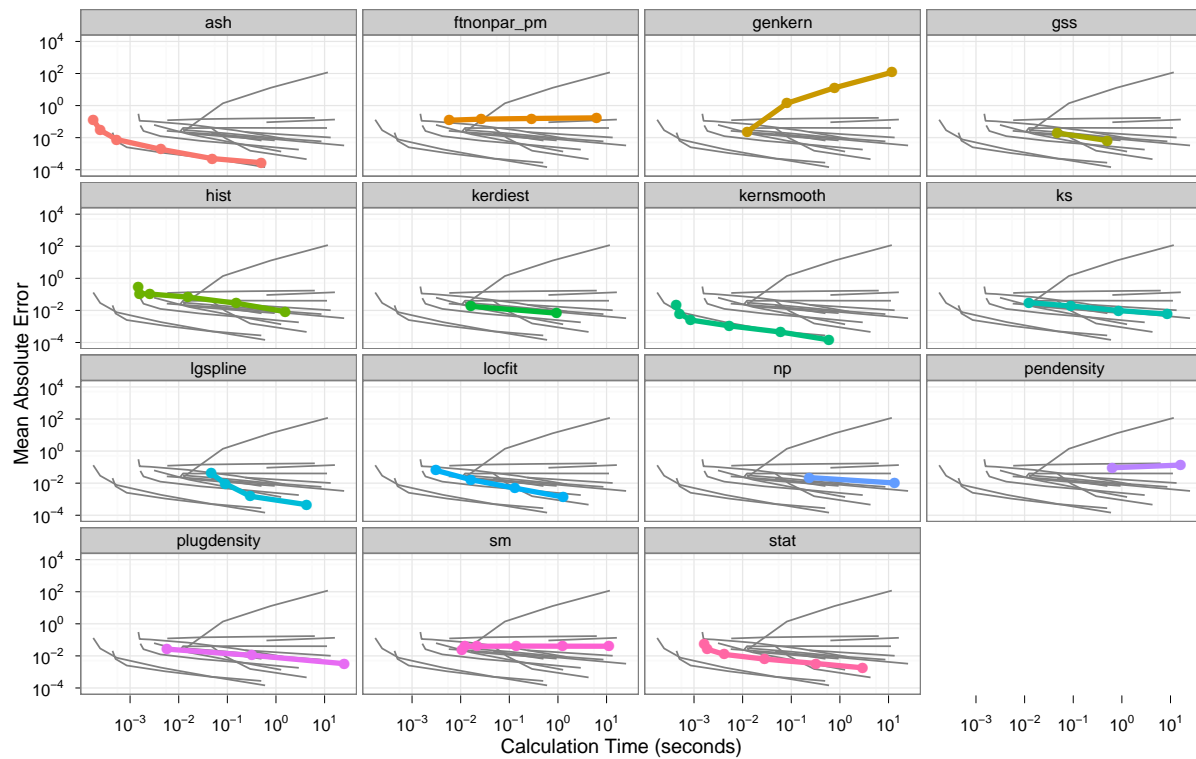 ash ftnonpar_pm genkern gss
10^4
10^2
10^0
10^−2
10^−4
hist kerdiest kernsmooth ks
10^4
10^2
10^0
10^−2
10^−4
lgspline locfit np pendensity
10^4
10^2
10^0
10^−2
10^−4
plugdensity sm stat
10^4
10^2
10^0
10^−2
10^−4
10^−3 10^−2 10^−1 10^0 10^1 10^−3 10^−2 10^−1 10^0 10^1 10^−3 10^−2 10^−1 10^0 10^1 10^−3 10^−2 10^−1 10^0 10^1
Calculation Time (seconds)
Mean Absolute Error